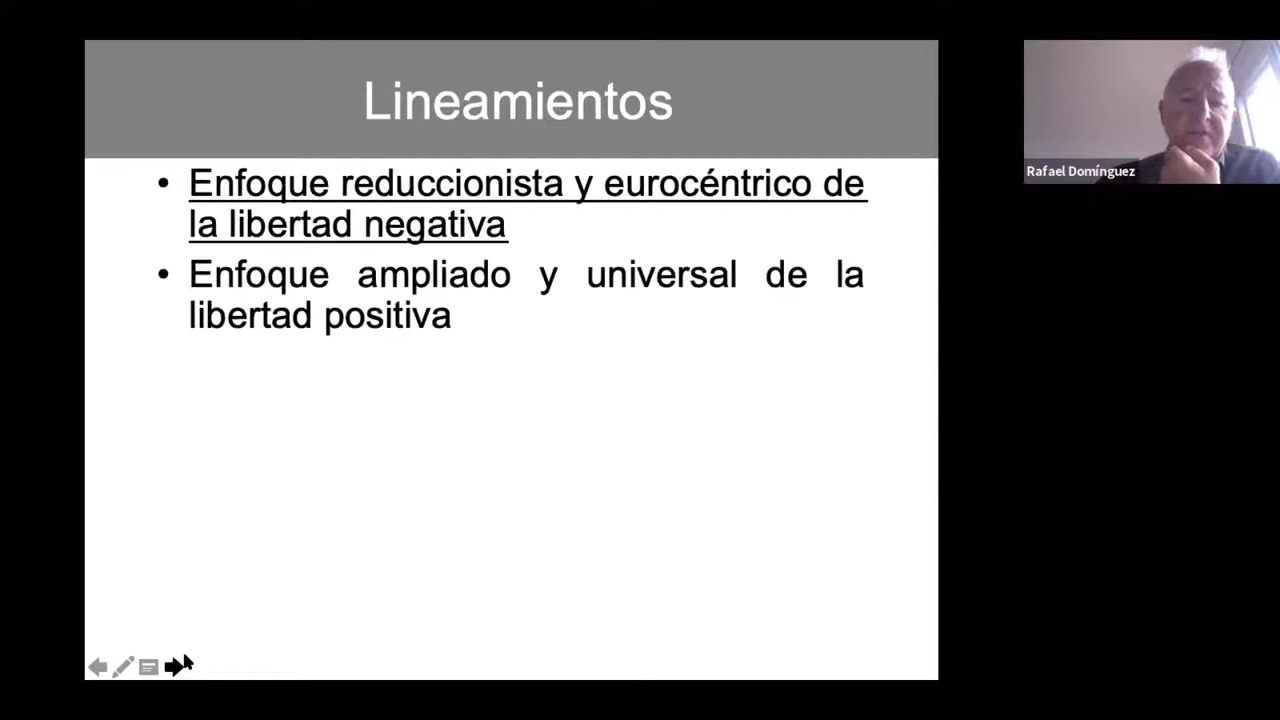 Lineamientos
• Enfoque reduccionista y eurocéntrico de
la libertad negativa
• Enfoque ampliado y universal de la
libertad positiva
Rafael Domínguez